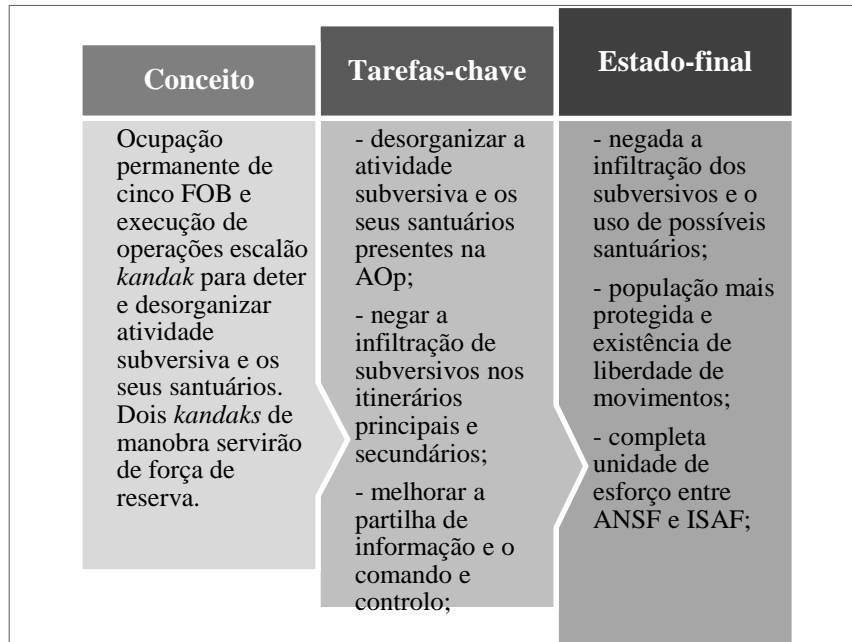 Conceito
Ocupação
permanente de
cinco FOB e
execução de
operações escalão
kandak para deter
e desorganizar
atividade
subversiva e os
seus santuários.
Dois kandaks de
manobra servirão
de força de
reserva.
Tarefas-chave
- desorganizar a
atividade
subversiva e os
seus santuários
presentes na
AOp;
- negar a
infiltração de
subversivos nos
itinerários
principais e
secundários;
- melhorar a
partilha de
informação e o
comando e
controlo;
Estado-final
- negada a
infiltração dos
subversivos e o
uso de possíveis
santuários;
- população mais
protegida e
existência de
liberdade de
movimentos;
- completa
unidade de
esforço entre
ANSF e ISAF;